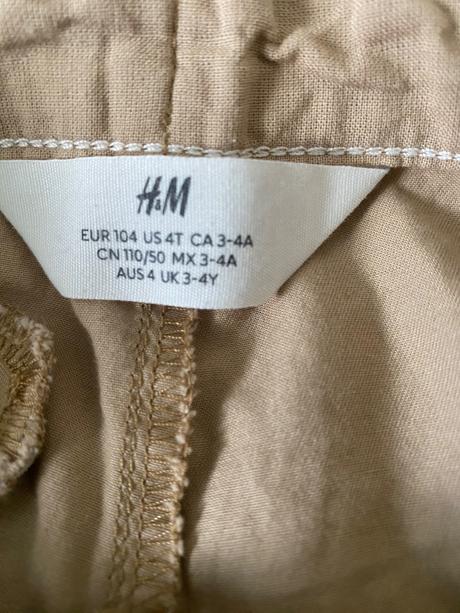 H&M
EUR 104 US 4T CA 3-4A
CN 110/50 MX 3-4A
AUS 4 UK 3-4Y